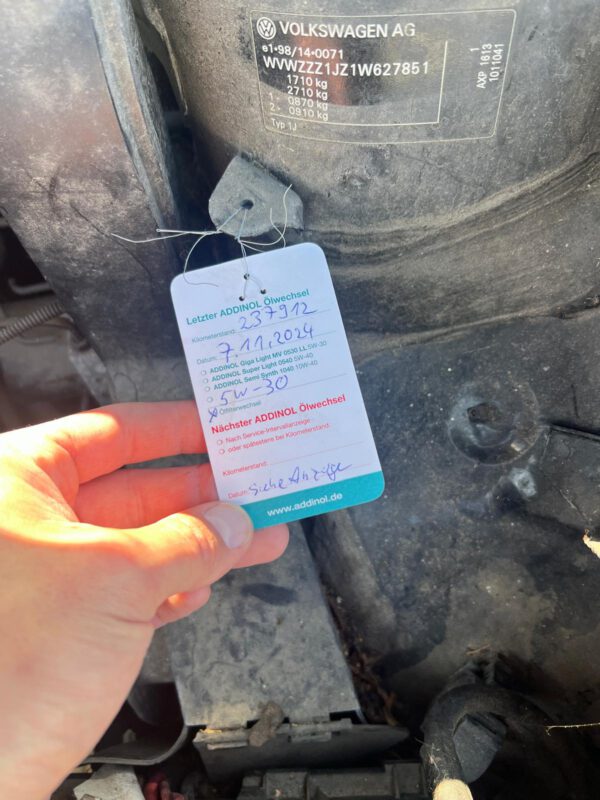 VOLKSWAGEN AG
e1*98/14*0071
WVWZZZ1JZ1W627851
1710 kg
2710 kg
1- 0870 kg
2- 0910 kg
Typ 1J
AXP 1613 1
1011041
Letzter ADDINOL Ölwechsel
Kilometerstand: 237912
Datum: 7.11.2024
ADDINOL Giga Light MV 0530 LL 5W-30
ADDINOL Super Light 0540 5W-40
ADDINOL Semi Synth 1040 10W-40
5W-30
Ölfilterwechsel
Nächster ADDINOL Ölwechsel
Nach Service-Intervallanzeige
oder spätestens bei Kilometerstand:
Kilometerstand:
Datum: siehe Anzeige
www.addinol.de